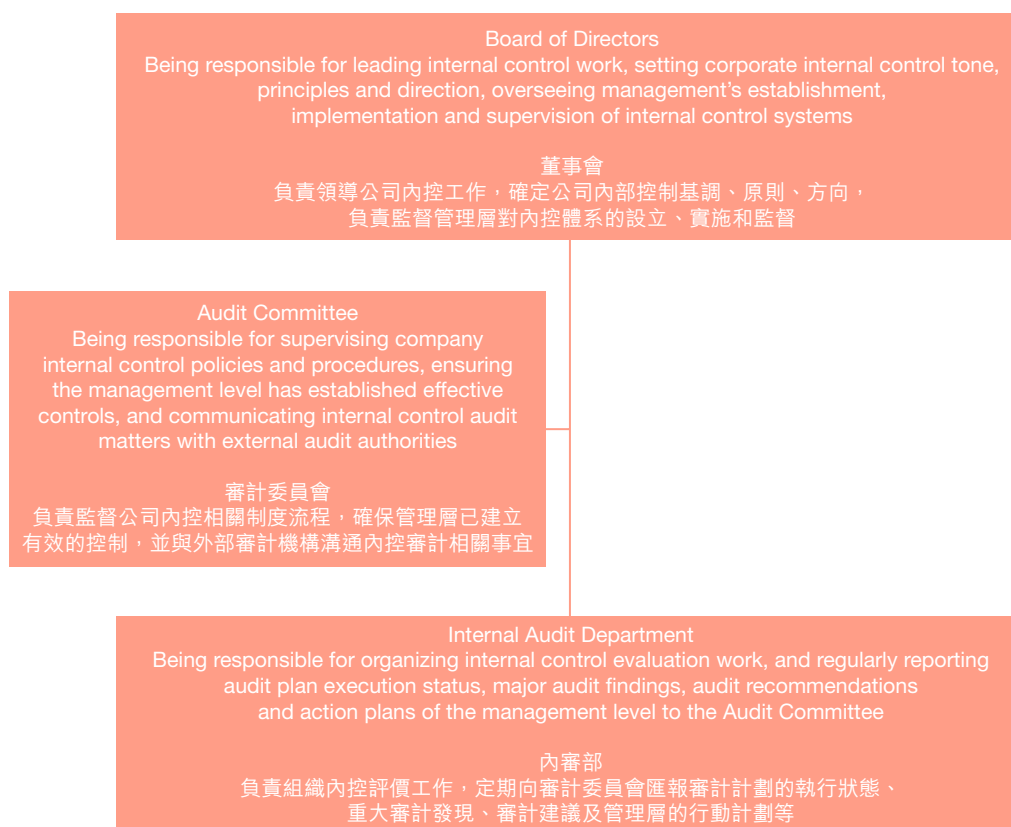 Board of Directors
Being responsible for leading internal control work, setting corporate internal control tone,
principles and direction, overseeing management’s establishment,
implementation and supervision of internal control systems
董事會
負責領導公司內控工作，確定公司內部控制基調、原則、方向，
負責監督管理層對內控體系的設立、實施和監督
Audit Committee
Being responsible for supervising company
internal control policies and procedures, ensuring
the management level has established effective
controls, and communicating internal control audit
matters with external audit authorities
審計委員會
負責監督公司內控相關制度流程，確保管理層已建立
有效的控制，並與外部審計機構溝通內控審計相關事宜
Internal Audit Department
Being responsible for organizing internal control evaluation work, and regularly reporting
audit plan execution status, major audit findings, audit recommendations
and action plans of the management level to the Audit Committee
內審部
負責組織內控評價工作，定期向審計委員會匯報審計計劃的執行狀態、
重大審計發現、審計建議及管理層的行動計劃等